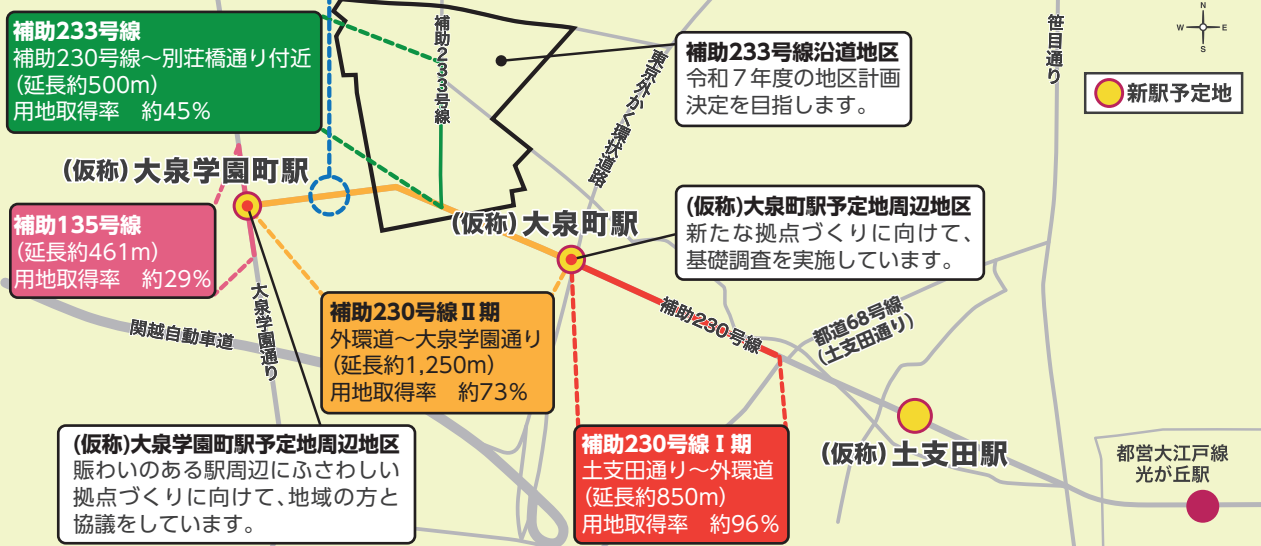 補助233号線
補助230号線~別荘橋通り付近
(延長約500m)
用地取得率 約45%
補助233号線
東京外かく環状道路
補助233号線沿道地区
令和7年度の地区計画
決定を目指します。
笹目通り
N
W
E
S
新駅予定地
(仮称)大泉学園町駅
補助135号線
(延長約461m)
用地取得率 約29%
(仮称)大泉町駅
(仮称)大泉町駅予定地周辺地区
新たな拠点づくりに向けて、
基礎調査を実施しています。
関越自動車道
大泉学園通り
補助230号線Ⅱ期
外環道~大泉学園通り
(延長約1,250m)
用地取得率 約73%
補助230号線
都道68号線
(土支田通り)
(仮称)大泉学園町駅予定地周辺地区
賑わいのある駅周辺にふさわしい
拠点づくりに向けて、地域の方と
協議をしています。
補助230号線Ⅰ期
土支田通り~外環道
(延長約850m)
用地取得率 約96%
(仮称)土支田駅
都営大江戸線
光が丘駅